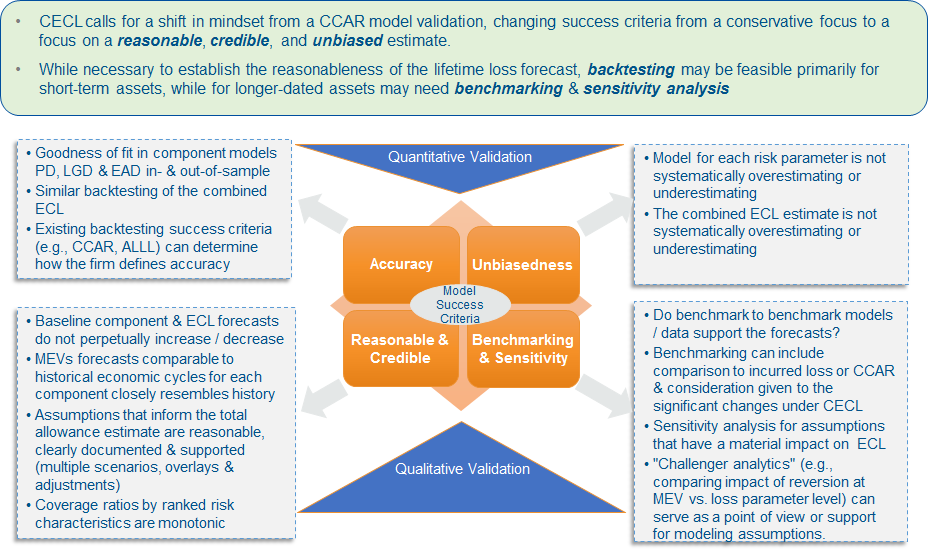 • CECL calls for a shift in mindset from a CCAR model validation, changing success criteria from a conservative focus to a
focus on a reasonable, credible, and unbiased estimate.
• While necessary to establish the reasonableness of the lifetime loss forecast, backtesting may be feasible primarily for
short-term assets, while for longer-dated assets may need benchmarking & sensitivity analysis
Quantitative Validation
• Goodness of fit in component models
PD, LGD & EAD in- & out-of-sample
• Similar backtesting of the combined
ECL
• Existing backtesting success criteria
(e.g., CCAR, ALLL) can determine
how the firm defines accuracy
• Model for each risk parameter is not
systematically overestimating or
underestimating
• The combined ECL estimate is not
systematically overestimating or
underestimating
Accuracy
Unbiasedness
Model
Success
Criteria
Reasonable &
Credible
Benchmarking
& Sensitivity
• Baseline component & ECL forecasts
do not perpetually increase / decrease
• MEVs forecasts comparable to
historical economic cycles for each
component closely resembles history
• Assumptions that inform the total
allowance estimate are reasonable,
clearly documented & supported
(multiple scenarios, overlays &
adjustments)
• Coverage ratios by ranked risk
characteristics are monotonic
• Do benchmark to benchmark models
/ data support the forecasts?
• Benchmarking can include
comparison to incurred loss or CCAR
& consideration given to the
significant changes under CECL
• Sensitivity analysis for assumptions
that have a material impact on ECL
• "Challenger analytics" (e.g.,
comparing impact of reversion at
MEV vs. loss parameter level) can
serve as a point of view or support
for modeling assumptions.
Qualitative Validation